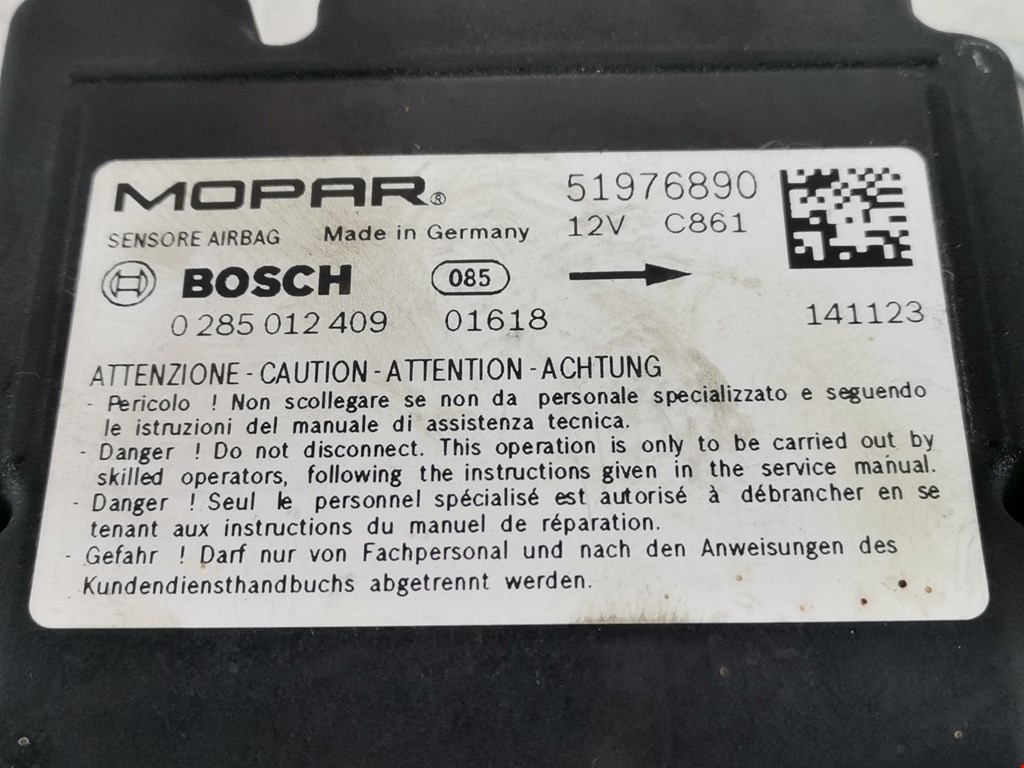 MOPAR® 51976890
SENSORE AIRBAG Made in Germany 12V C861
BOSCH 085
0 285 012 409 01618 141123
ATTENZIONE - CAUTION - ATTENTION - ACHTUNG
- Pericolo ! Non scollegare se non da personale specializzato e seguendo
le istruzioni del manuale di assistenza tecnica.
- Danger ! Do not disconnect. This operation is only to be carried out by
skilled operators, following the instructions given in the service manual.
- Danger ! Seul le personnel spécialisé est autorisé à débrancher en se
tenant aux instructions du manuel de réparation.
- Gefahr ! Darf nur von Fachpersonal und nach den Anweisungen des
Kundendiensthandbuchs abgetrennt werden.